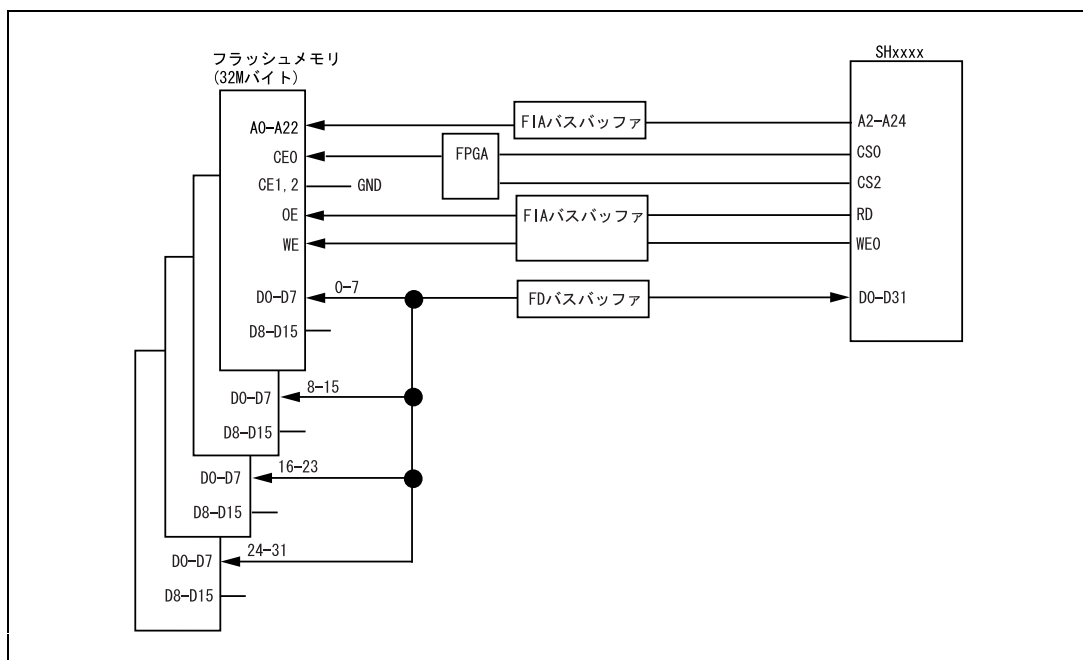 フラッシュメモリ
(32Mバイト)
SHxxxx
A0-A22
FIAバスバッファ
A2-A24
CE0
FPGA
CS0
CE1,2
GND
CS2
OE
FIAバスバッファ
RD
WE
WE0
D0-D7
0-7
FDバスバッファ
D0-D31
D8-D15
D0-D7
8-15
D8-D15
D0-D7
16-23
D8-D15
D0-D7
24-31
D8-D15